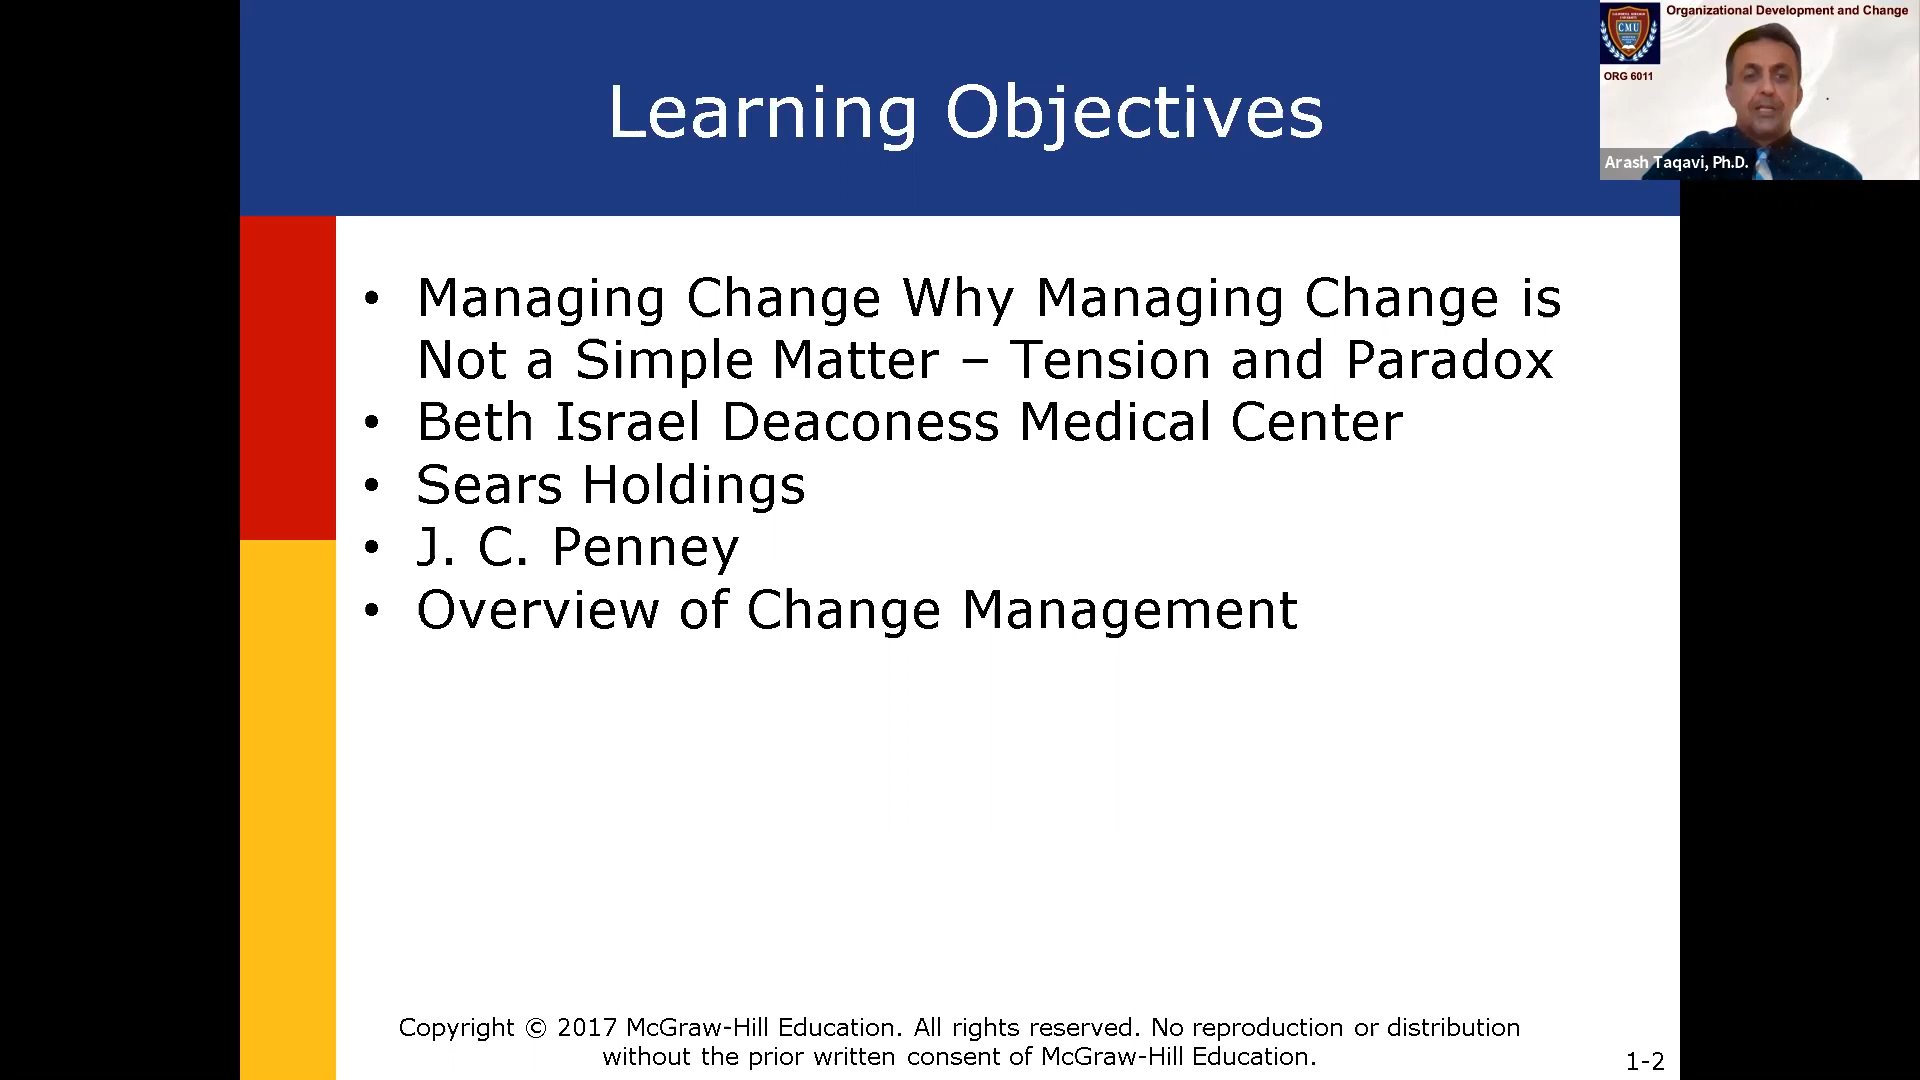 Learning Objectives
Organizational Development and Change
CMU
ORG 6011
Arash Taqavi, Ph.D.
• Managing Change Why Managing Change is
Not a Simple Matter – Tension and Paradox
• Beth Israel Deaconess Medical Center
• Sears Holdings
• J. C. Penney
• Overview of Change Management
Copyright © 2017 McGraw-Hill Education. All rights reserved. No reproduction or distribution
without the prior written consent of McGraw-Hill Education.
1-2